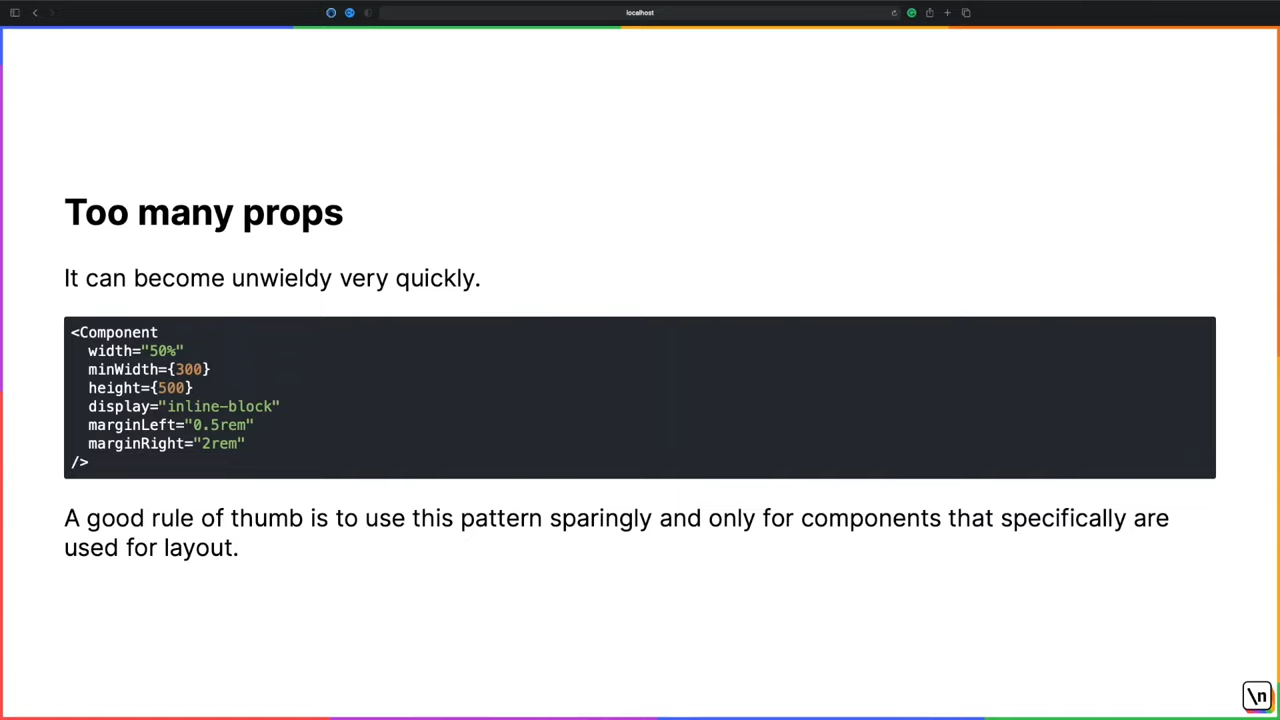 localhost
Too many props
It can become unwieldy very quickly.
<Component
width="50%"
minWidth={300}
height={500}
display="inline-block"
marginLeft="0.5rem"
marginRight="2rem"
/>
A good rule of thumb is to use this pattern sparingly and only for components that specifically are
used for layout.
\n